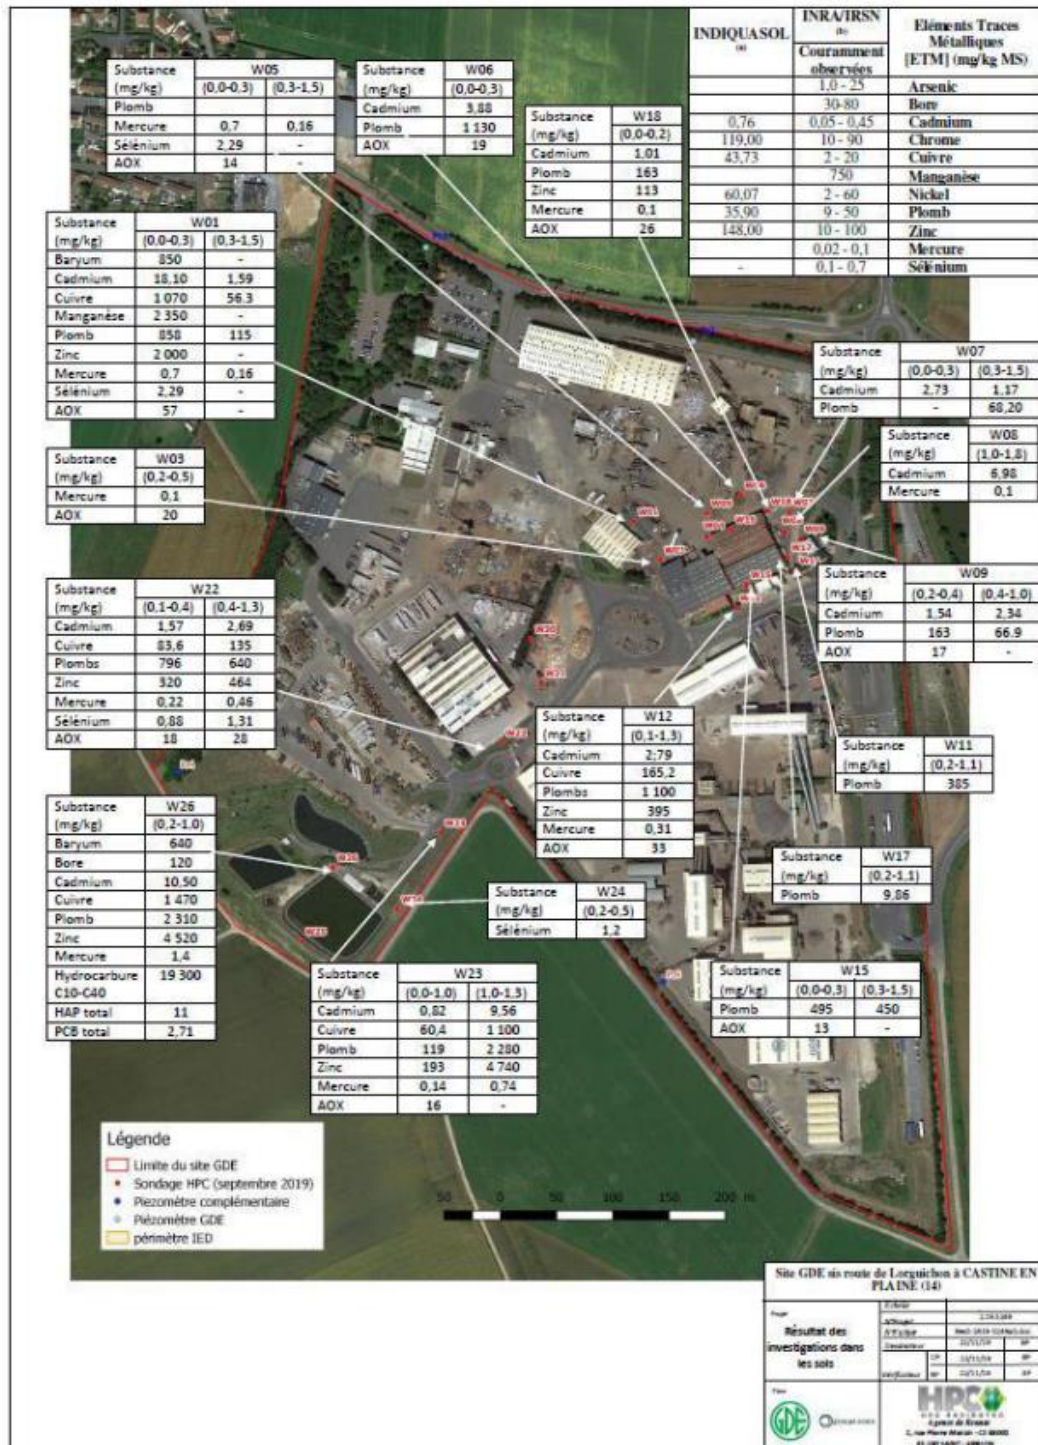 INDIQUASOL (a) | INRA/IRSN (b) Couramment observées | Eléments Traces Métalliques [ETM] (mg/kg MS)
1,0 - 25 Arsenic
30-80 Bore
0,76 0,05 - 0,45 Cadmium
119,00 10 - 90 Chrome
43,73 2 - 20 Cuivre
750 Manganèse
60,07 2 - 60 Nickel
35,90 9 - 50 Plomb
148,00 10 - 100 Zinc
0,02 - 0,1 Mercure
- 0,1 - 0,7 Sélénium
Substance W05
(mg/kg) (0,0-0,3) (0,3-1,5)
Plomb
Mercure 0,7 0,16
Sélénium 2,29 -
AOX 14 -
Substance W06
(mg/kg) (0,0-0,3)
Cadmium 3,88
Plomb 1 130
AOX 19
Substance W18
(mg/kg) (0,0-0,2)
Cadmium 1,01
Plomb 163
Zinc 113
Mercure 0,1
AOX 26
Substance W01
(mg/kg) (0,0-0,3) (0,3-1,5)
Baryum 850 -
Cadmium 18,10 1,59
Cuivre 1 070 56.3
Manganèse 2 350 -
Plomb 858 115
Zinc 2 000 -
Mercure 0,7 0,16
Sélénium 2,29 -
AOX 57 -
Substance W07
(mg/kg) (0,0-0,3) (0,3-1,5)
Cadmium 2,73 1,17
Plomb - 68,20
Substance W08
(mg/kg) (1,0-1,8)
Cadmium 6,98
Mercure 0,1
Substance W03
(mg/kg) (0,2-0,5)
Mercure 0,1
AOX 20
Substance W09
(mg/kg) (0,2-0,4) (0,4-1,0)
Cadmium 1,54 2,34
Plomb 163 66.9
AOX 17 -
Substance W22
(mg/kg) (0,1-0,4) (0,4-1,3)
Cadmium 1,57 2,69
Cuivre 83,6 135
Plombs 796 640
Zinc 320 464
Mercure 0,22 0,46
Sélénium 0,88 1,31
AOX 18 28
Substance W12
(mg/kg) (0,1-1,3)
Cadmium 2;79
Cuivre 165,2
Plombs 1 100
Zinc 395
Mercure 0,31
AOX 33
Substance W11
(mg/kg) (0,2-1,1)
Plomb 385
Substance W26
(mg/kg) (0,2-1,0)
Baryum 640
Bore 120
Cadmium 10,50
Cuivre 1 470
Plomb 2 310
Zinc 4 520
Mercure 1,4
Hydrocarbure 19 300
C10-C40
HAP total 11
PCB total 2,71
Substance W17
(mg/kg) (0,2-1,1)
Plomb 9,86
Substance W24
(mg/kg) (0,2-0,5)
Sélénium 1,2
Substance W23
(mg/kg) (0,0-1,0) (1,0-1,3)
Cadmium 0,82 9,56
Cuivre 60,4 1 100
Plomb 119 2 280
Zinc 193 4 740
Mercure 0,14 0,74
AOX 16 -
Substance W15
(mg/kg) (0,0-0,3) (0,3-1,5)
Plomb 495 450
AOX 13 -
W20
W22
W23
W25
W26
Légende
Limite du site GDE
Sondage HPC (septembre 2019)
Piezomètre complémentaire
Piézomètre GDE
périmètre IED
50 0 50 100 150 200 m
Site GDE sis route de Lorguichon à CASTINE EN
PLAINE (14)
Résultat des
investigations dans
les sols
GDE
HPC